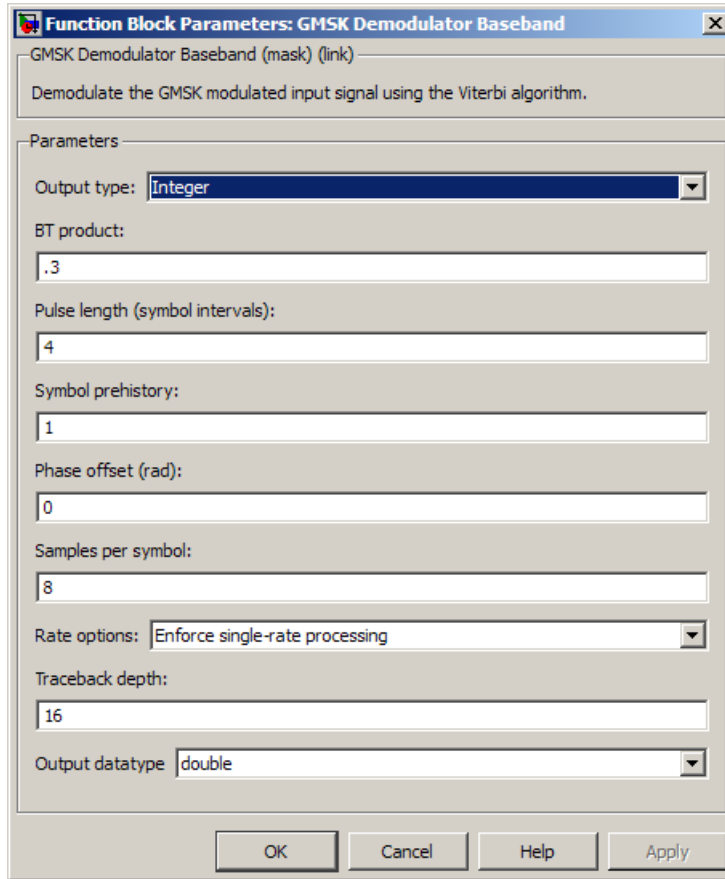 Function Block Parameters: GMSK Demodulator Baseband
GMSK Demodulator Baseband (mask) (link)
Demodulate the GMSK modulated input signal using the Viterbi algorithm.
Parameters
Output type: Integer
BT product:
.3
Pulse length (symbol intervals):
4
Symbol prehistory:
1
Phase offset (rad):
0
Samples per symbol:
8
Rate options: Enforce single-rate processing
Traceback depth:
16
Output datatype double
OK Cancel Help Apply